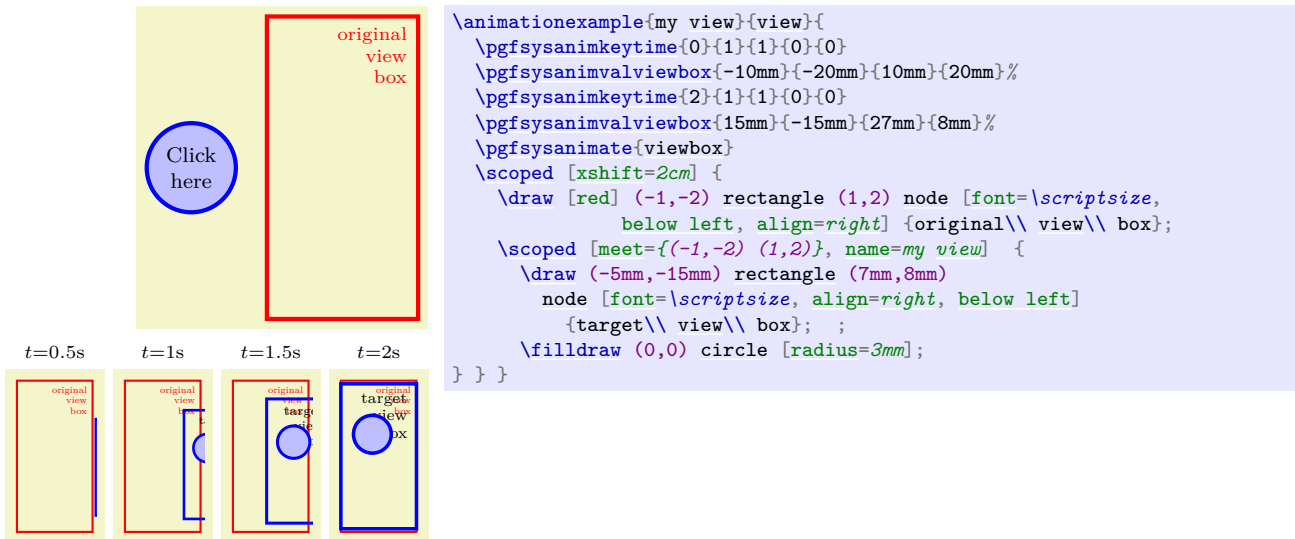 original
view
box
Click
here
t=0.5s
t=1s
t=1.5s
t=2s
original
view
box
original
view
box
t
original
view
target
view
original
view
box
target
view
box
\animationexample{my view}{view}{
\pgfsysanimkeytime{0}{1}{1}{0}{0}
\pgfsysanimvalviewbox{-10mm}{-20mm}{10mm}{20mm}%
\pgfsysanimkeytime{2}{1}{1}{0}{0}
\pgfsysanimvalviewbox{15mm}{-15mm}{27mm}{8mm}%
\pgfsysanimate{viewbox}
\scoped [xshift=2cm] {
\draw [red] (-1,-2) rectangle (1,2) node [font=\scriptsize,
below left, align=right] {original\\ view\\ box};
\scoped [meet={(-1,-2) (1,2)}, name=my view] {
\draw (-5mm,-15mm) rectangle (7mm,8mm)
node [font=\scriptsize, align=right, below left]
{target\\ view\\ box}; ;
\filldraw (0,0) circle [radius=3mm];
} } }